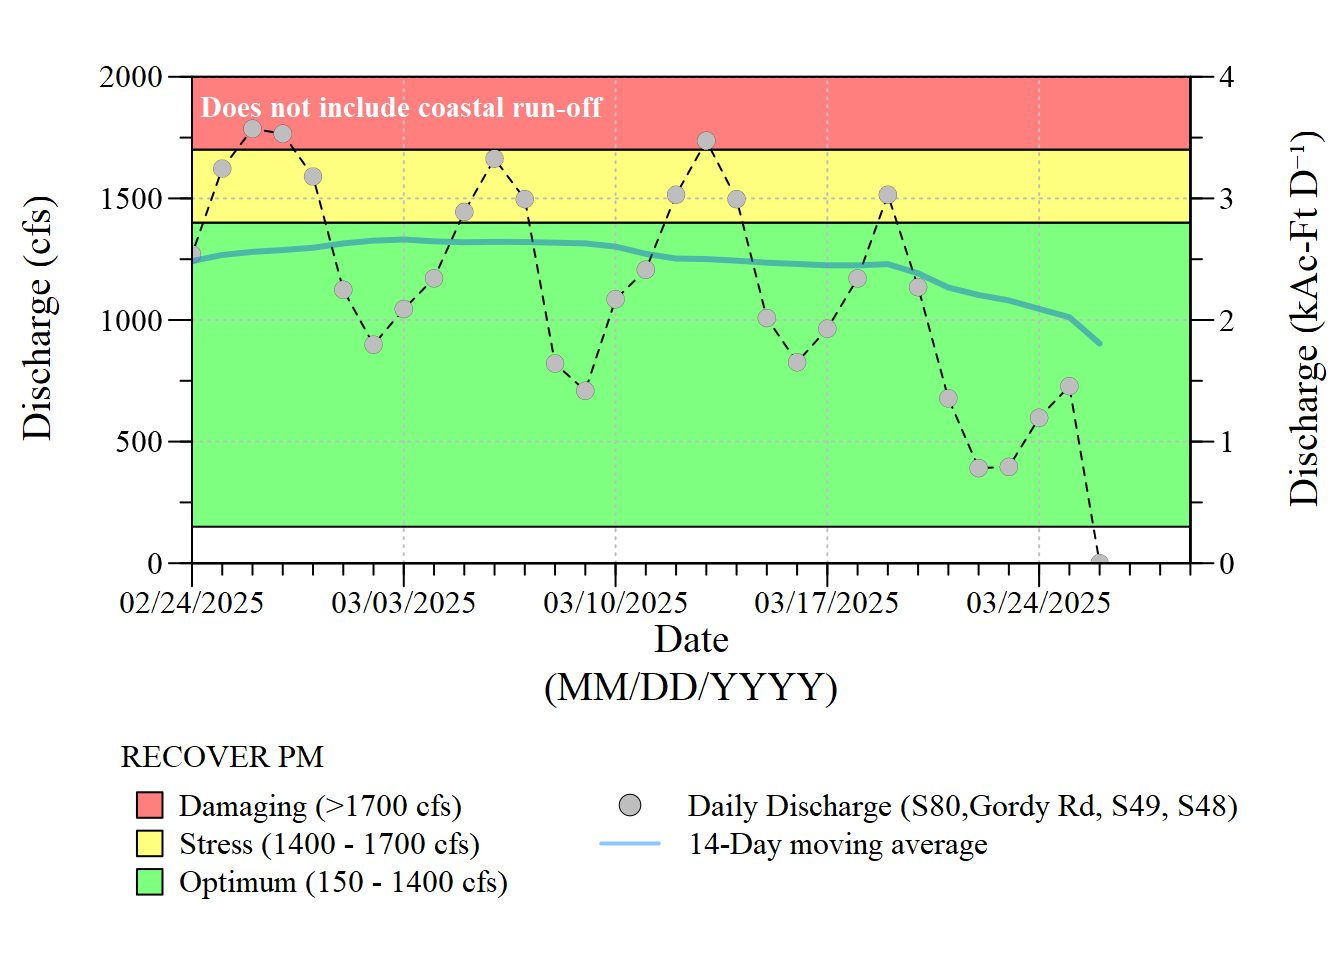 Does not include coastal run-off
2000
1500
1000
500
0
Discharge (cfs)
4
3
2
1
0
Discharge (kAc-Ft D⁻¹)
02/24/2025 03/03/2025 03/10/2025 03/17/2025 03/24/2025
Date
(MM/DD/YYYY)
RECOVER PM
Damaging (>1700 cfs)
Stress (1400 - 1700 cfs)
Optimum (150 - 1400 cfs)
Daily Discharge (S80,Gordy Rd, S49, S48)
14-Day moving average